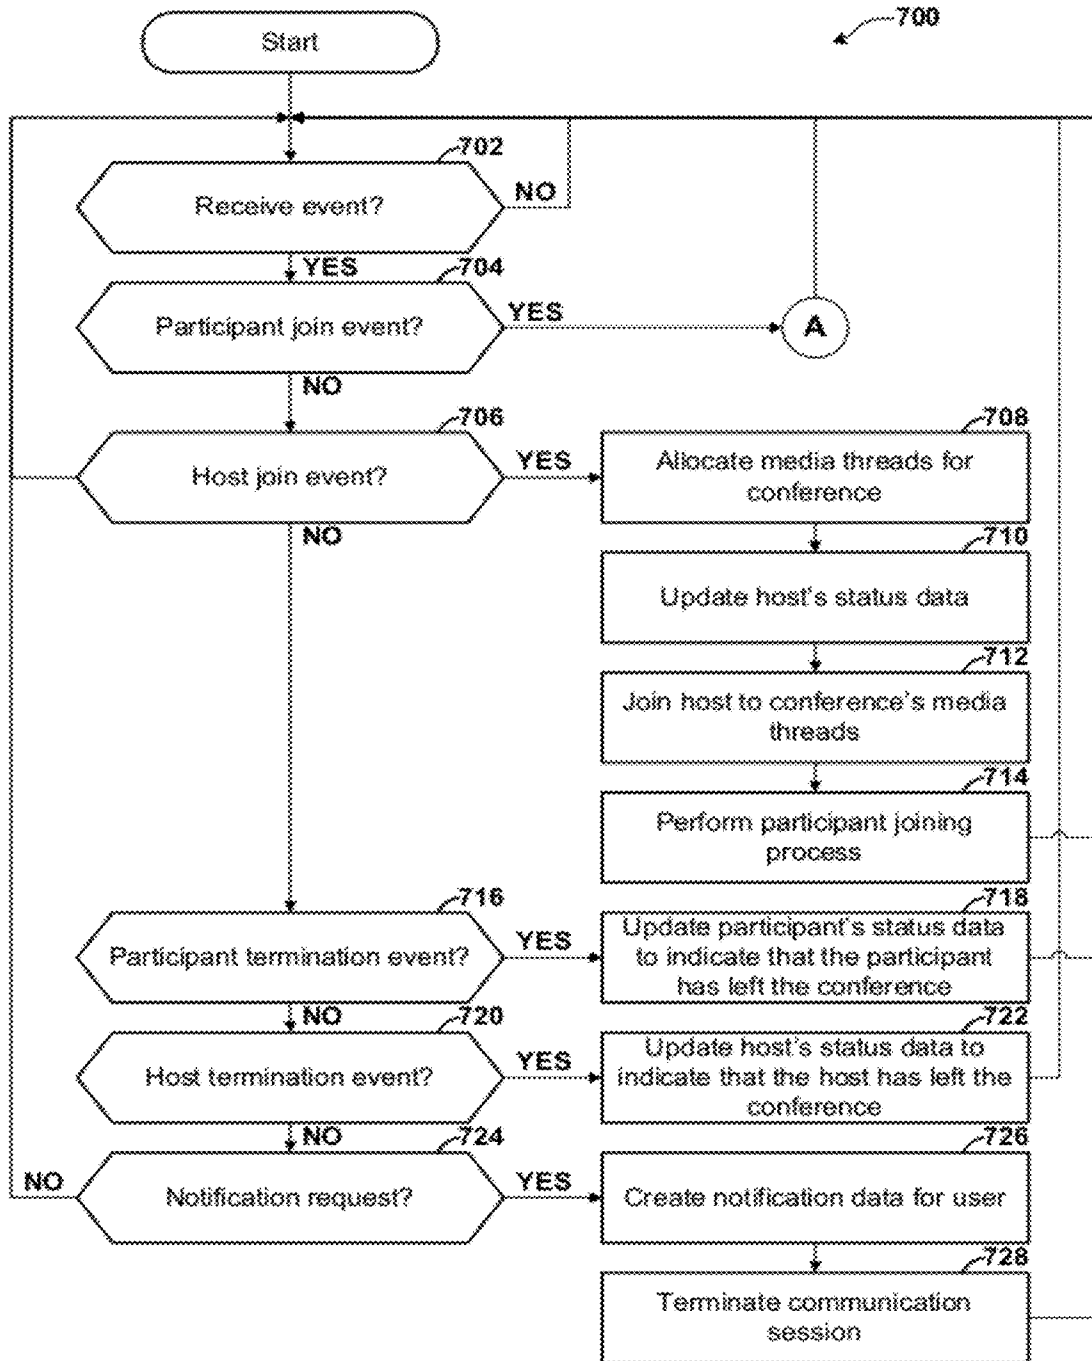 Start
700
702
Receive event?
NO
YES
704
Participant join event?
YES
A
NO
706
Host join event?
YES
708
Allocate media threads for
conference
NO
710
Update host's status data
712
Join host to conference's media
threads
714
Perform participant joining
process
716
Participant termination event?
YES
718
Update participant's status data
to indicate that the participant
has left the conference
NO
720
Host termination event?
YES
722
Update host's status data to
indicate that the host has left the
conference
NO
724
NO
Notification request?
YES
726
Create notification data for user
728
Terminate communication
session